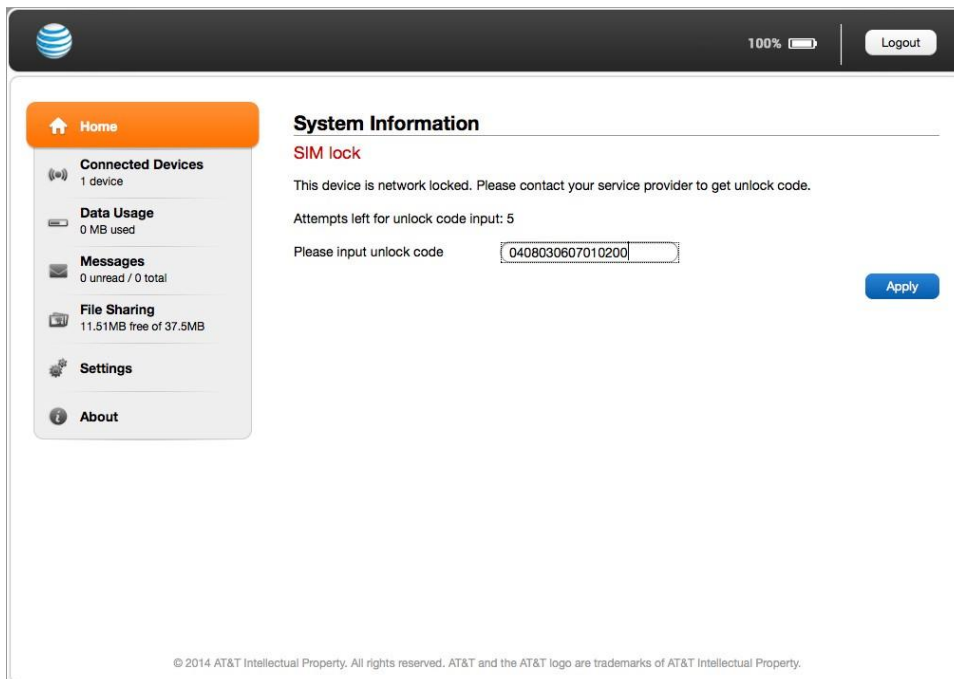 100%
Logout
Home
System Information
SIM lock
Connected Devices
1 device
This device is network locked. Please contact your service provider to get unlock code.
Data Usage
0 MB used
Attempts left for unlock code input: 5
Messages
0 unread / 0 total
Please input unlock code 0408030607010200
Apply
File Sharing
11.51MB free of 37.5MB
Settings
About
© 2014 AT&T Intellectual Property. All rights reserved. AT&T and the AT&T logo are trademarks of AT&T Intellectual Property.